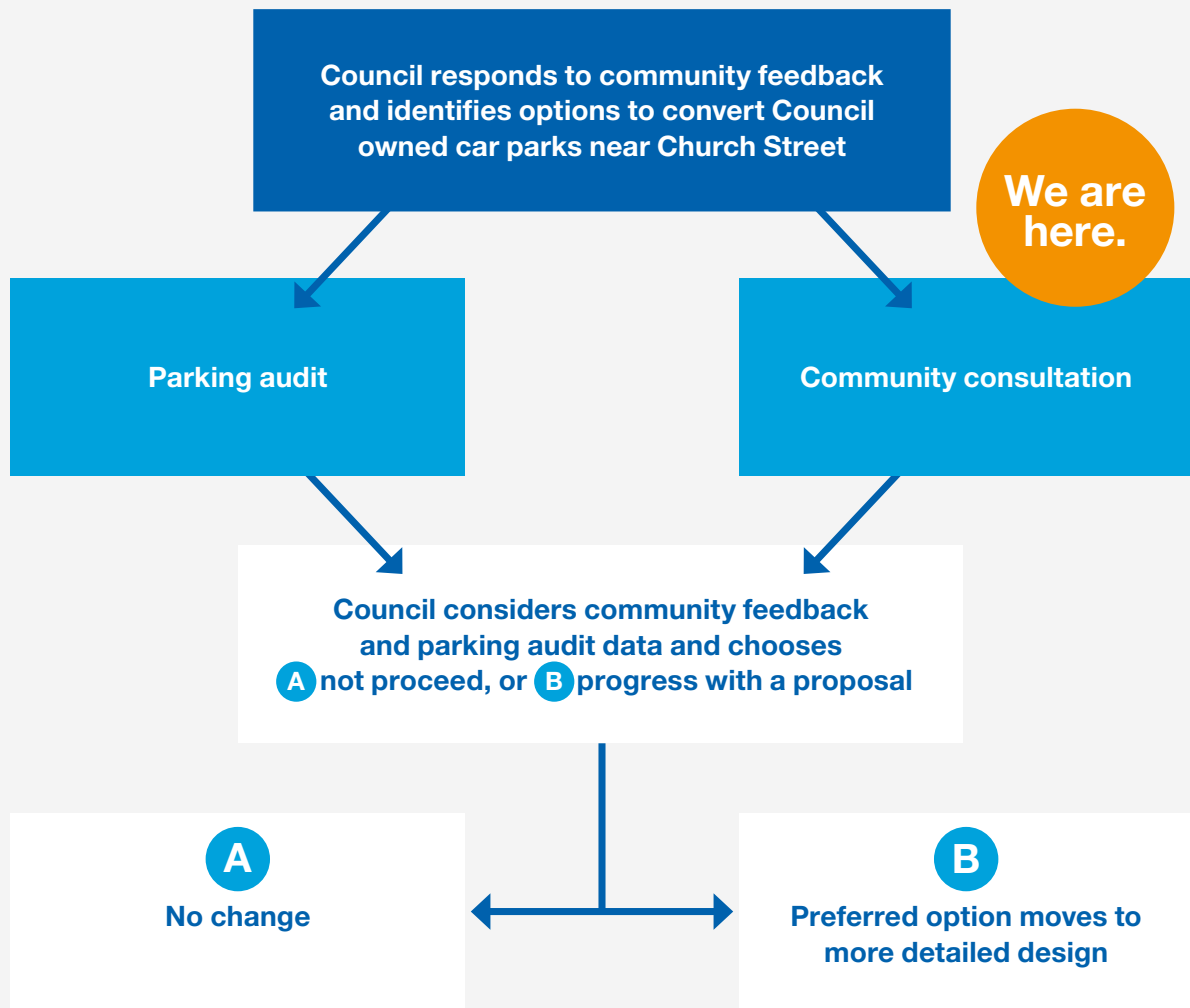 Council responds to community feedback
and identifies options to convert Council
owned car parks near Church Street
We are
here.
Parking audit
Community consultation
Council considers community feedback
and parking audit data and chooses
A not proceed, or B progress with a proposal
A
No change
B
Preferred option moves to
more detailed design